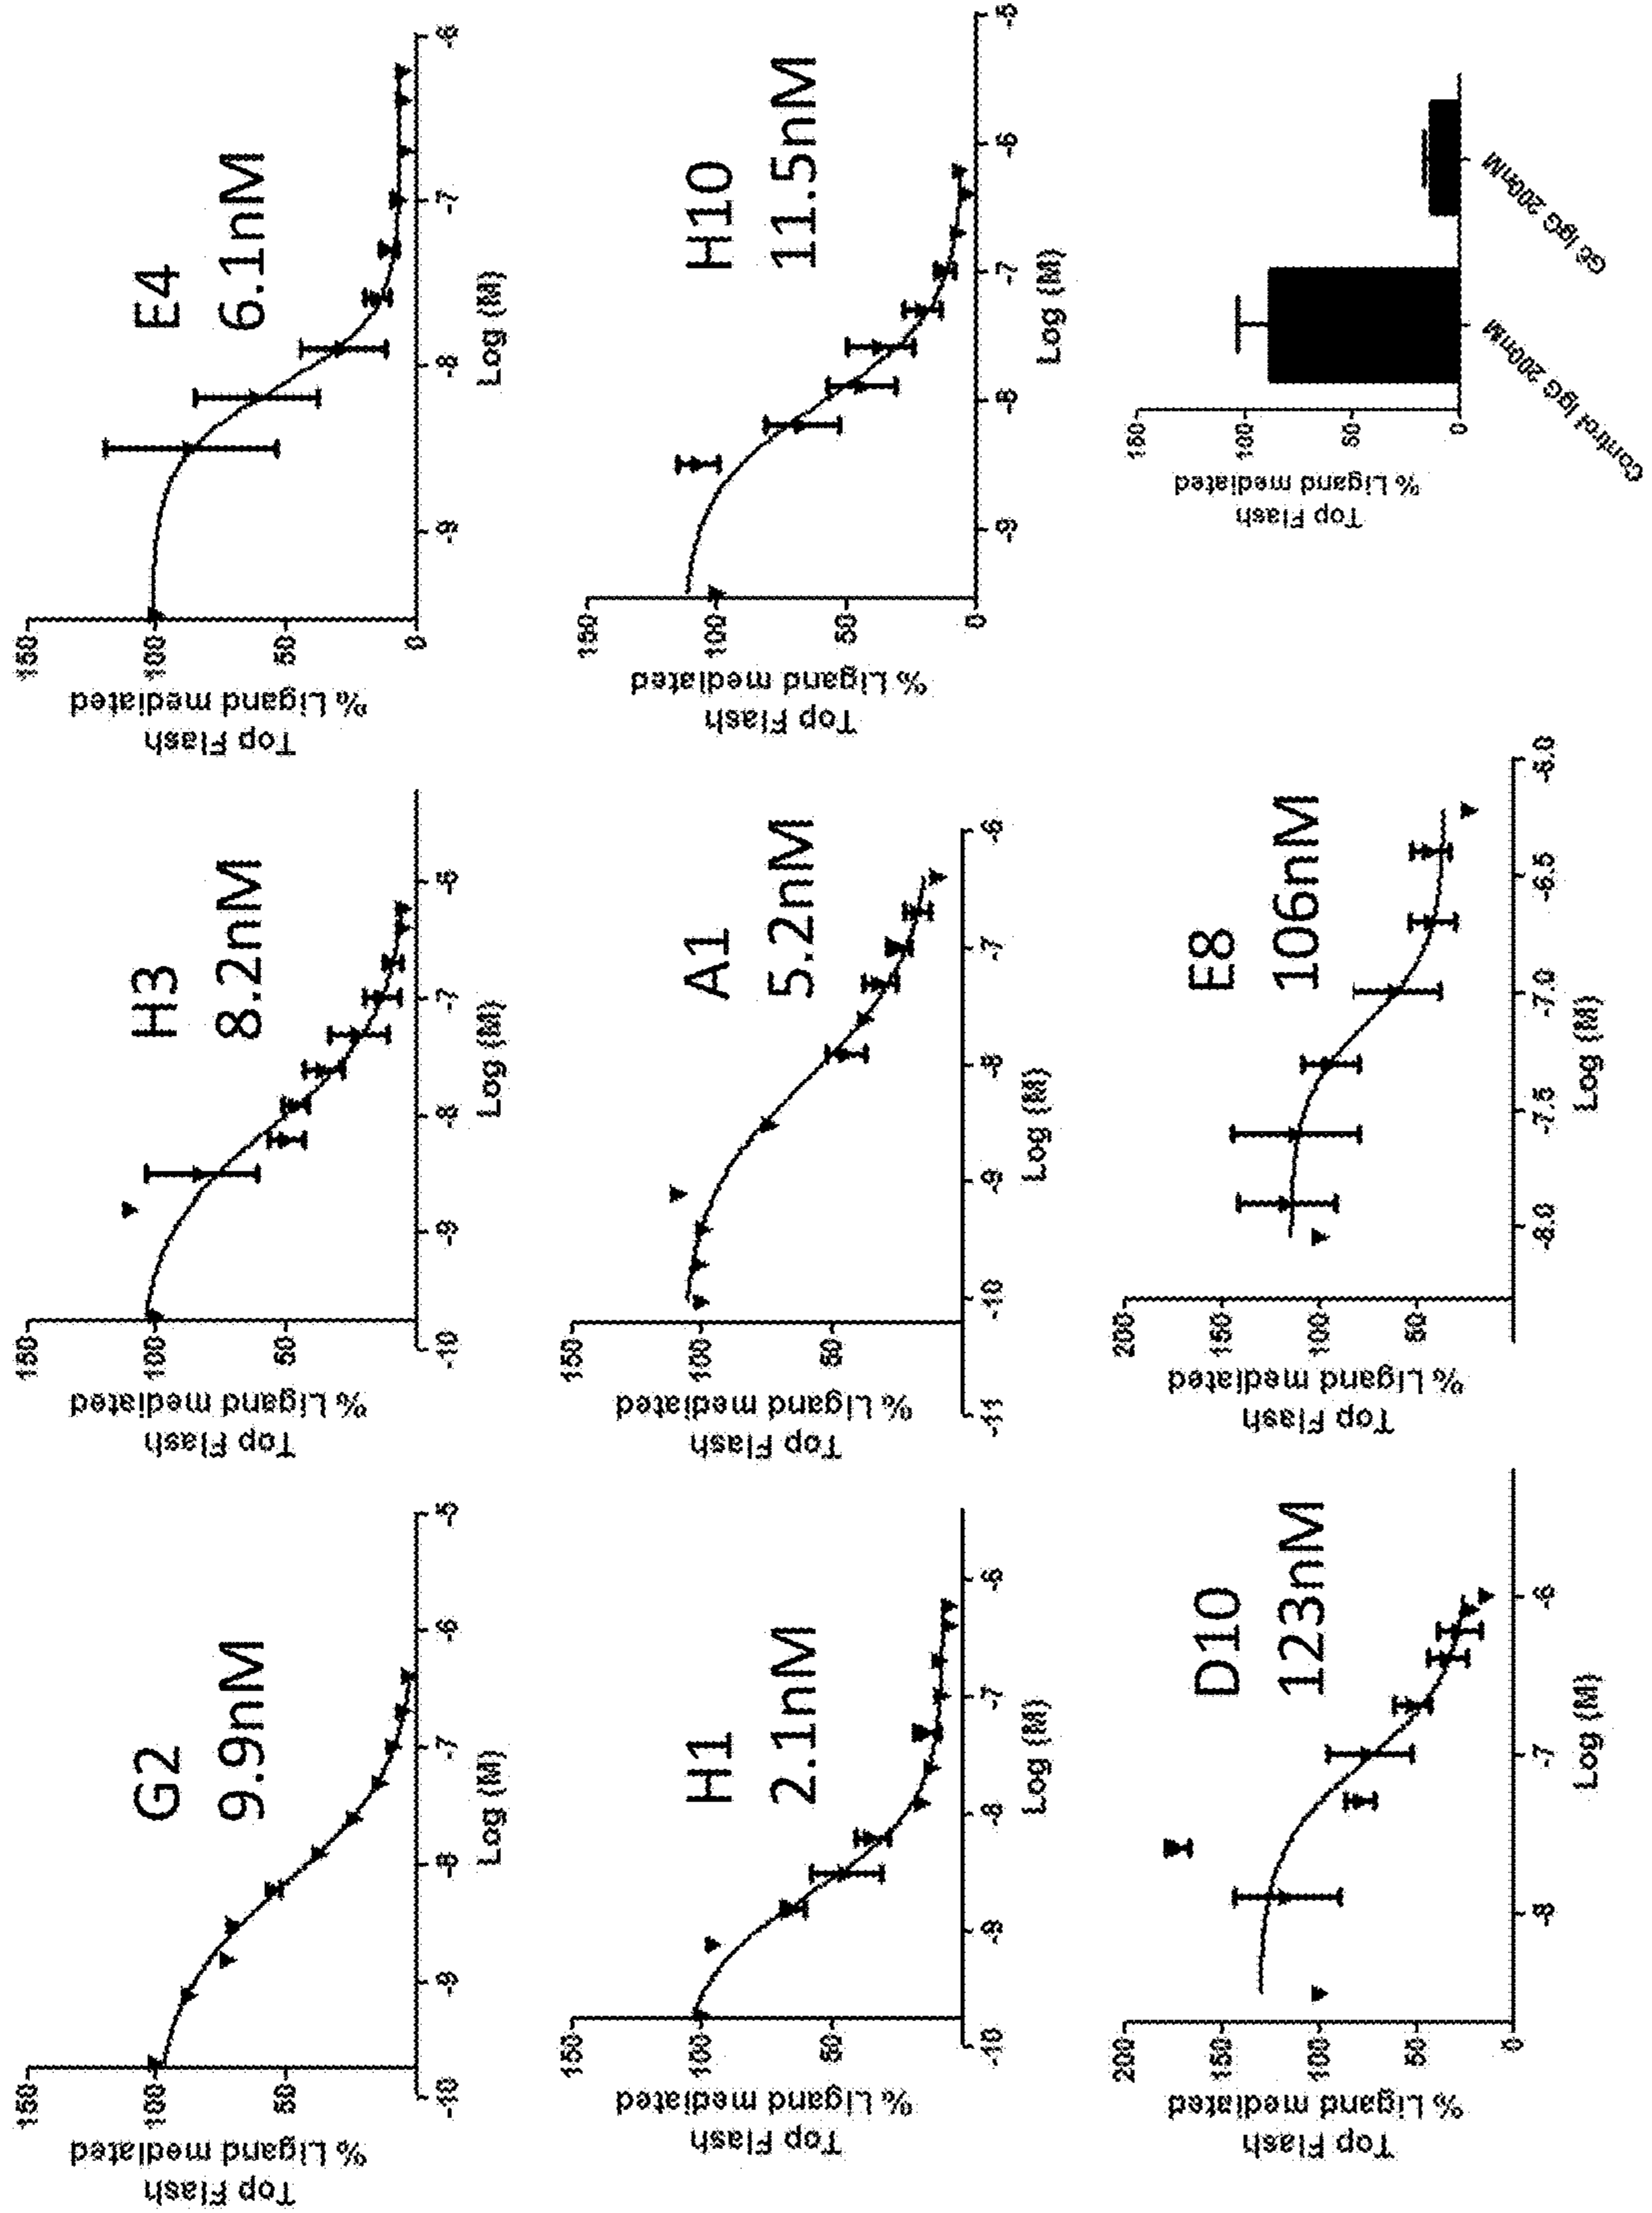 G2
9.9nM
Top Flash
% Ligand mediated
150
100
50
-10 -9 -8 -7 -6 -5
Log {M}
H3
8.2nM
Top Flash
% Ligand mediated
150
100
50
-10 -9 -8 -7 -6
Log {M}
E4
6.1nM
Top Flash
% Ligand mediated
150
100
50
0
-9 -8 -7 -6
Log {M}
H1
2.1nM
Top Flash
% Ligand mediated
150
100
50
-10 -9 -8 -7 -6
Log {M}
A1
5.2nM
Top Flash
% Ligand mediated
150
100
50
-11 -10 -9 -8 -7 -6
Log {M}
H10
11.5nM
Top Flash
% Ligand mediated
150
100
50
0
-9 -8 -7 -6 -5
Log {M}
D10
123nM
Top Flash
% Ligand mediated
200
150
100
50
0
-8 -7 -6
Log {M}
E8
106nM
Top Flash
% Ligand mediated
200
150
100
50
-8.0 -7.5 -7.0 -6.5 -6.0
Log {M}
Top Flash
% Ligand mediated
150
100
50
0
Control IgG 200nM
G6 IgG 200nM